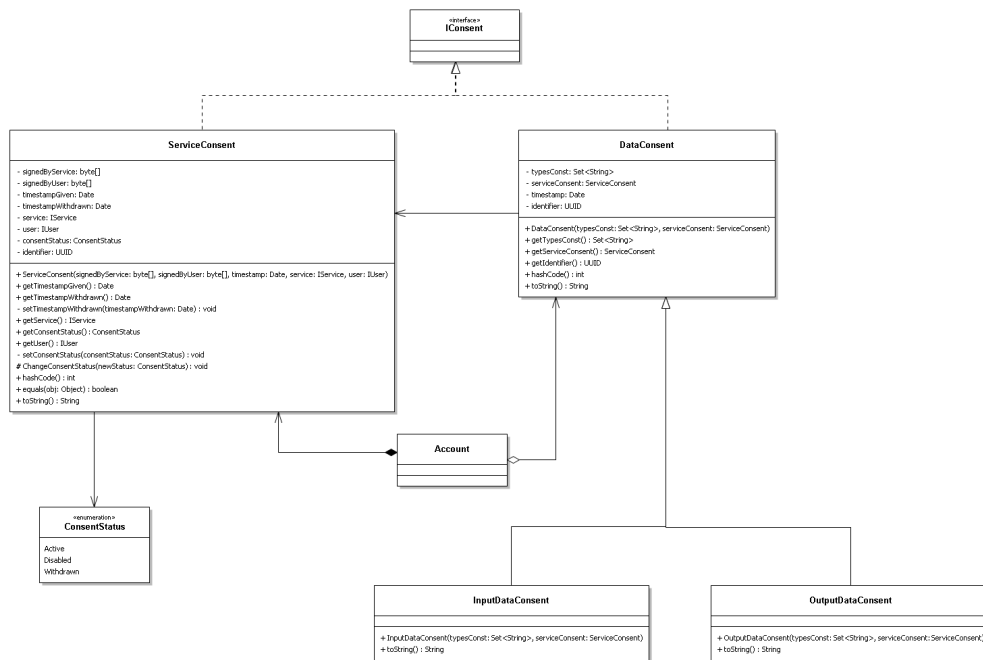 «interface»
IConsent
ServiceConsent
- signedByService: byte[]
- signedByUser: byte[]
- timestampGiven: Date
- timestampWithdrawn: Date
- service: IService
- user: IUser
- consentStatus: ConsentStatus
- identifier: UUID
+ ServiceConsent(signedByService: byte[], signedByUser: byte[], timestamp: Date, service: IService, user: IUser)
+ getTimestampGiven() : Date
+ getTimestampWithdrawn() : Date
- setTimestampWithdrawn(timestampWithdrawn: Date) : void
+ getService() : IService
+ getConsentStatus() : ConsentStatus
+ getUser() : IUser
- setConsentStatus(consentStatus: ConsentStatus) : void
# ChangeConsentStatus(newStatus: ConsentStatus) : void
+ hashCode() : int
+ equals(obj: Object) : boolean
+ toString() : String
DataConsent
- typesConst: Set<String>
- serviceConsent: ServiceConsent
- timestamp: Date
- identifier: UUID
+ DataConsent(typesConst: Set<String>, serviceConsent: ServiceConsent)
+ getTypesConst() : Set<String>
+ getServiceConsent() : ServiceConsent
+ getIdentifier() : UUID
+ hashCode() : int
+ toString() : String
Account
«enumeration»
ConsentStatus
Active
Disabled
Withdrawn
InputDataConsent
+ InputDataConsent(typesConst: Set<String>, serviceConsent: ServiceConsent)
+ toString() : String
OutputDataConsent
+ OutputDataConsent(typesConst: Set<String>, serviceConsent: ServiceConsent)
+ toString() : String